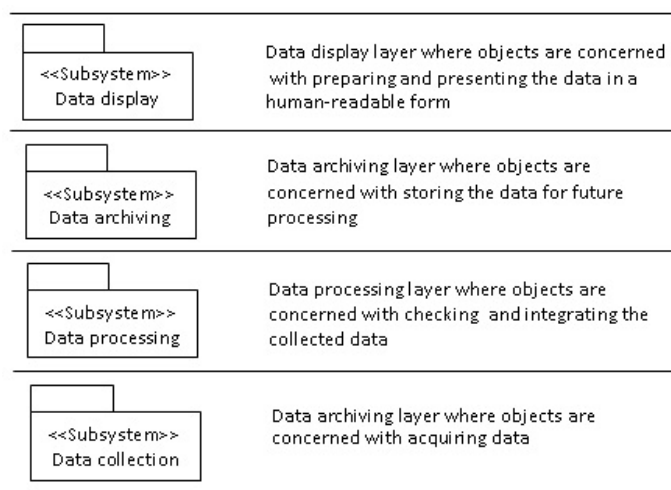 <<Subsystem>>
Data display
Data display layer where objects are concerned
with preparing and presenting the data in a
human-readable form
<<Subsystem>>
Data archiving
Data archiving layer where objects are
concerned with storing the data for future
processing
<<Subsystem>>
Data processing
Data processing layer where objects are
concerned with checking and integrating the
collected data
<<Subsystem>>
Data collection
Data archiving layer where objects are
concerned with acquiring data